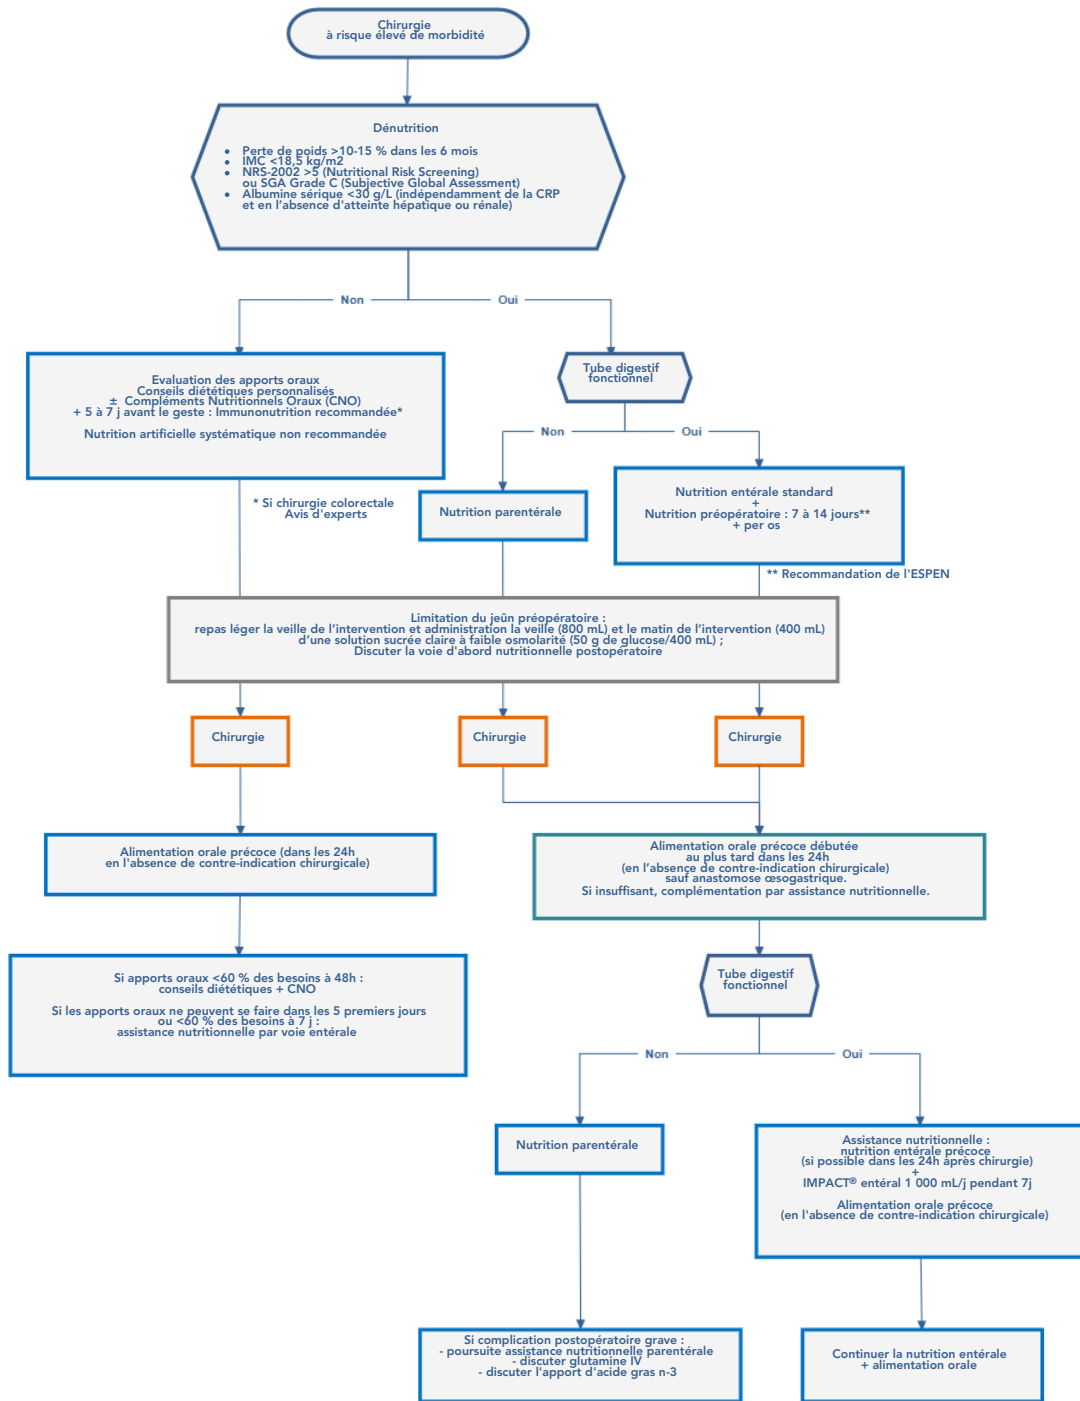 Chirurgie
à risque élevé de morbidité
Dénutrition
• Perte de poids >10-15 % dans les 6 mois
• IMC <18,5 kg/m2
• NRS-2002 >5 (Nutritional Risk Screening)
ou SGA Grade C (Subjective Global Assessment)
• Albumine sérique <30 g/L (indépendamment de la CRP
et en l'absence d'atteinte hépatique ou rénale)
Non
Oui
Evaluation des apports oraux
Conseils diététiques personnalisés
± Compléments Nutritionnels Oraux (CNO)
+ 5 à 7 j avant le geste : Immunonutrition recommandée*
Nutrition artificielle systématique non recommandée
Tube digestif
fonctionnel
Non
Oui
* Si chirurgie colorectale
Avis d'experts
Nutrition parentérale
Nutrition entérale standard
+
Nutrition préopératoire : 7 à 14 jours**
+ per os
** Recommandation de l'ESPEN
Limitation du jeûn préopératoire :
repas léger la veille de l'intervention et administration la veille (800 mL) et le matin de l'intervention (400 mL)
d'une solution sucrée claire à faible osmolarité (50 g de glucose/400 mL) ;
Discuter la voie d'abord nutritionnelle postopératoire
Chirurgie
Chirurgie
Chirurgie
Alimentation orale précoce (dans les 24h
en l'absence de contre-indication chirurgicale)
Alimentation orale précoce débutée
au plus tard dans les 24h
(en l'absence de contre-indication chirurgicale)
sauf anastomose œsogastrique.
Si insuffisant, complémentation par assistance nutritionnelle.
Si apports oraux <60 % des besoins à 48h :
conseils diététiques + CNO
Si les apports oraux ne peuvent se faire dans les 5 premiers jours
ou <60 % des besoins à 7 j :
assistance nutritionnelle par voie entérale
Tube digestif
fonctionnel
Non
Oui
Nutrition parentérale
Assistance nutritionnelle :
nutrition entérale précoce
(si possible dans les 24h après chirurgie)
+
IMPACT® entéral 1 000 mL/j pendant 7j
Alimentation orale précoce
(en l'absence de contre-indication chirurgicale)
Si complication postopératoire grave :
- poursuite assistance nutritionnelle parentérale
- discuter glutamine IV
- discuter l'apport d'acide gras n-3
Continuer la nutrition entérale
+ alimentation orale